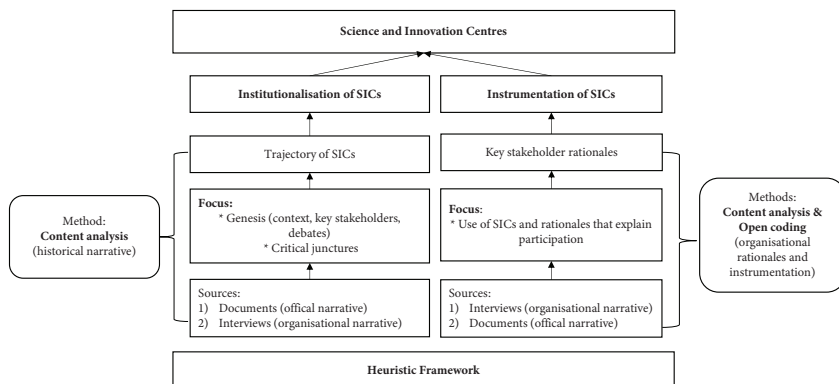 Science and Innovation Centres
Institutionalisation of SICs
Instrumentation of SICs
Trajectory of SICs
Key stakeholder rationales
Method:
Content analysis
(historical narrative)
Focus:
* Genesis (context, key stakeholders,
debates)
* Critical junctures
Focus:
* Use of SICs and rationales that explain
participation
Methods:
Content analysis &
Open coding
(organisational
rationales and
instrumentation)
Sources:
1) Documents (offical narrative)
2) Interviews (organisational narrative)
Sources:
1) Interviews (organisational narrative)
2) Documents (offical narrative)
Heuristic Framework